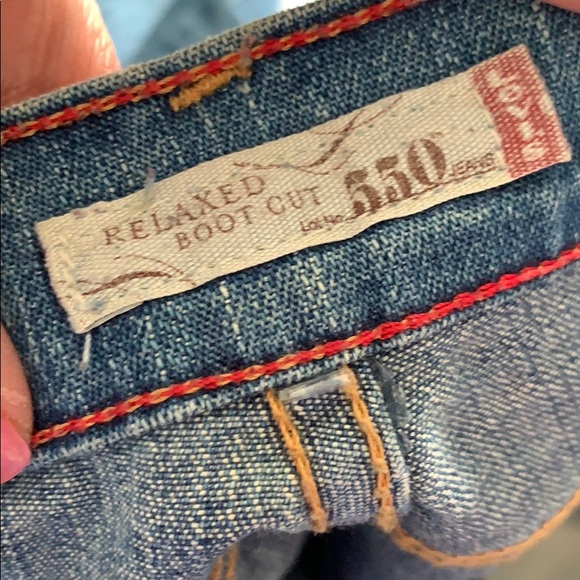 RELAXED
BOOT CUT
Lot No 550 JEANS
LEVI'S